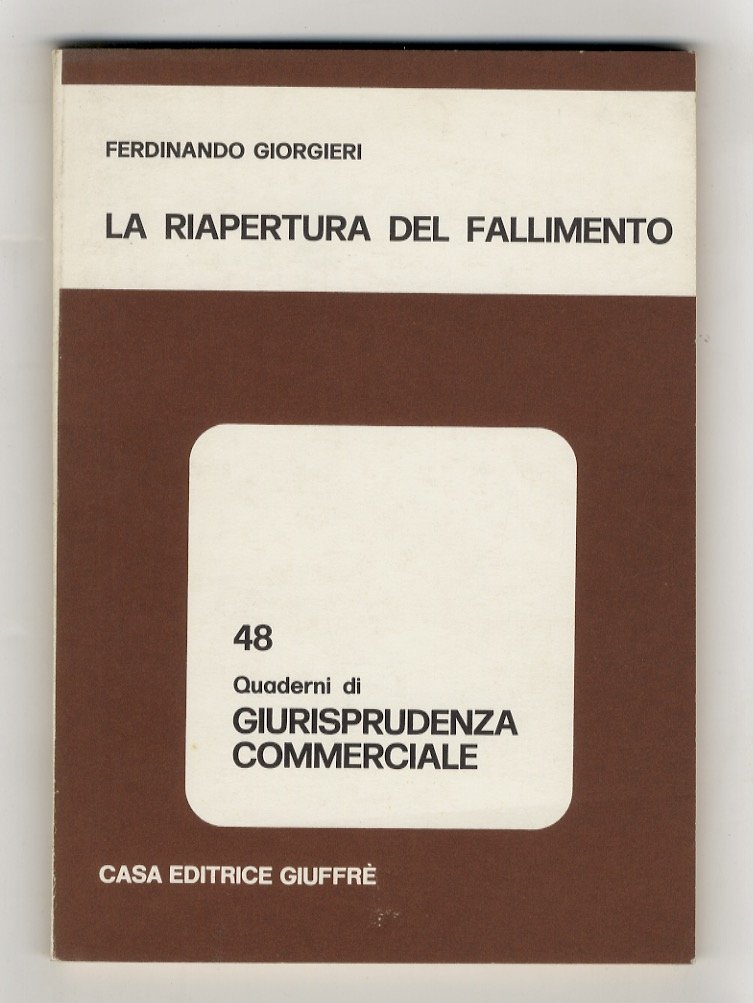 FERDINANDO GIORGIERI
LA RIAPERTURA DEL FALLIMENTO
48
Quaderni di
GIURISPRUDENZA
COMMERCIALE
CASA EDITRICE GIUFFRÈ